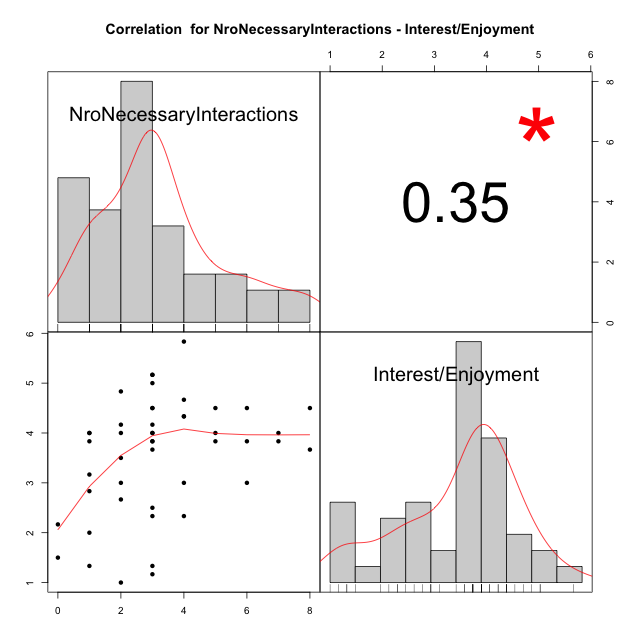 Correlation for NroNecessaryInteractions - Interest/Enjoyment
1 2 3 4 5 6
NroNecessaryInteractions
*
0.35
8
6
4
2
0
6
5
4
3
2
1
Interest/Enjoyment
0 2 4 6 8